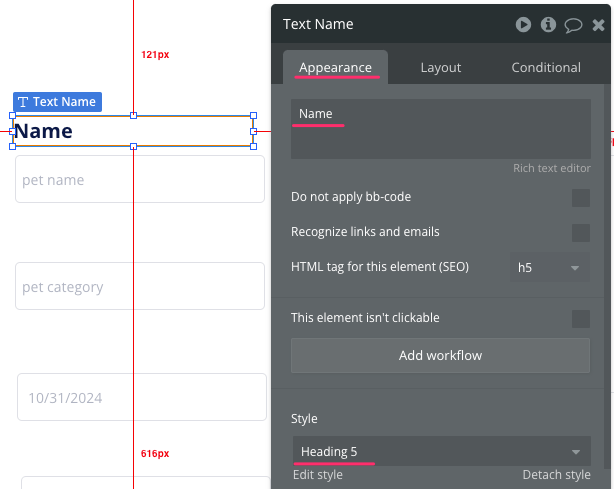 121px
Text Name
Name
pet name
pet category
10/31/2024
616px
Text Name
Appearance
Layout
Conditional
Name
Rich text editor
Do not apply bb-code
Recognize links and emails
HTML tag for this element (SEO)
h5
This element isn't clickable
Add workflow
Style
Heading 5
Edit style
Detach style